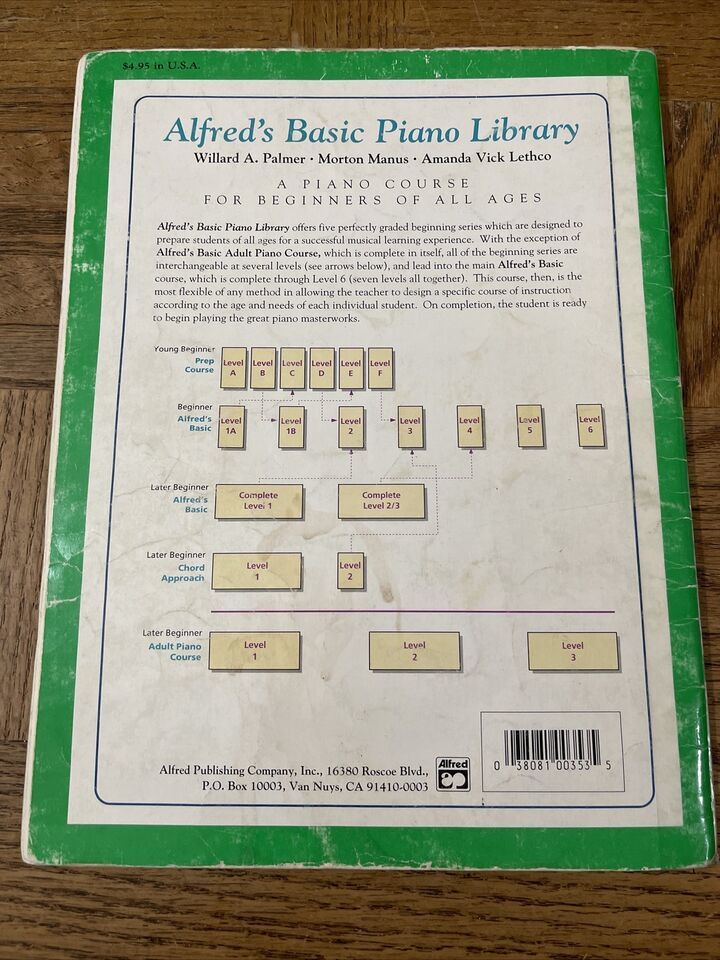 $4.95 in U.S.A.
Alfred's Basic Piano Library
Willard A. Palmer • Morton Manus • Amanda Vick Lethco
A PIANO COURSE
FOR BEGINNERS OF ALL AGES
Alfred's Basic Piano Library offers five perfectly graded beginning series which are designed to
prepare students of all ages for a successful musical learning experience. With the exception of
Alfred's Basic Adult Piano Course, which is complete in itself, all of the beginning series are
interchangeable at several levels (see arrows below), and lead into the main Alfred's Basic
course, which is complete through Level 6 (seven levels all together). This course, then, is the
most flexible of any method in allowing the teacher to design a specific course of instruction
according to the age and needs of each individual student. On completion, the student is ready
to begin playing the great piano masterworks.
Young Beginner
Prep
Course
Level
A
Level
B
Level
C
Level
D
Level
E
Level
F
Beginner
Alfred's
Basic
Level
1A
Level
1B
Level
2
Level
3
Level
4
Level
5
Level
6
Later Beginner
Alfred's
Basic
Complete
Level 1
Complete
Level 2/3
Later Beginner
Chord
Approach
Level
1
Level
2
Later Beginner
Adult Piano
Course
Level
1
Level
2
Level
3
Alfred Publishing Company, Inc., 16380 Roscoe Blvd.,
P.O. Box 10003, Van Nuys, CA 91410-0003
Alfred
0 38081 00353 5